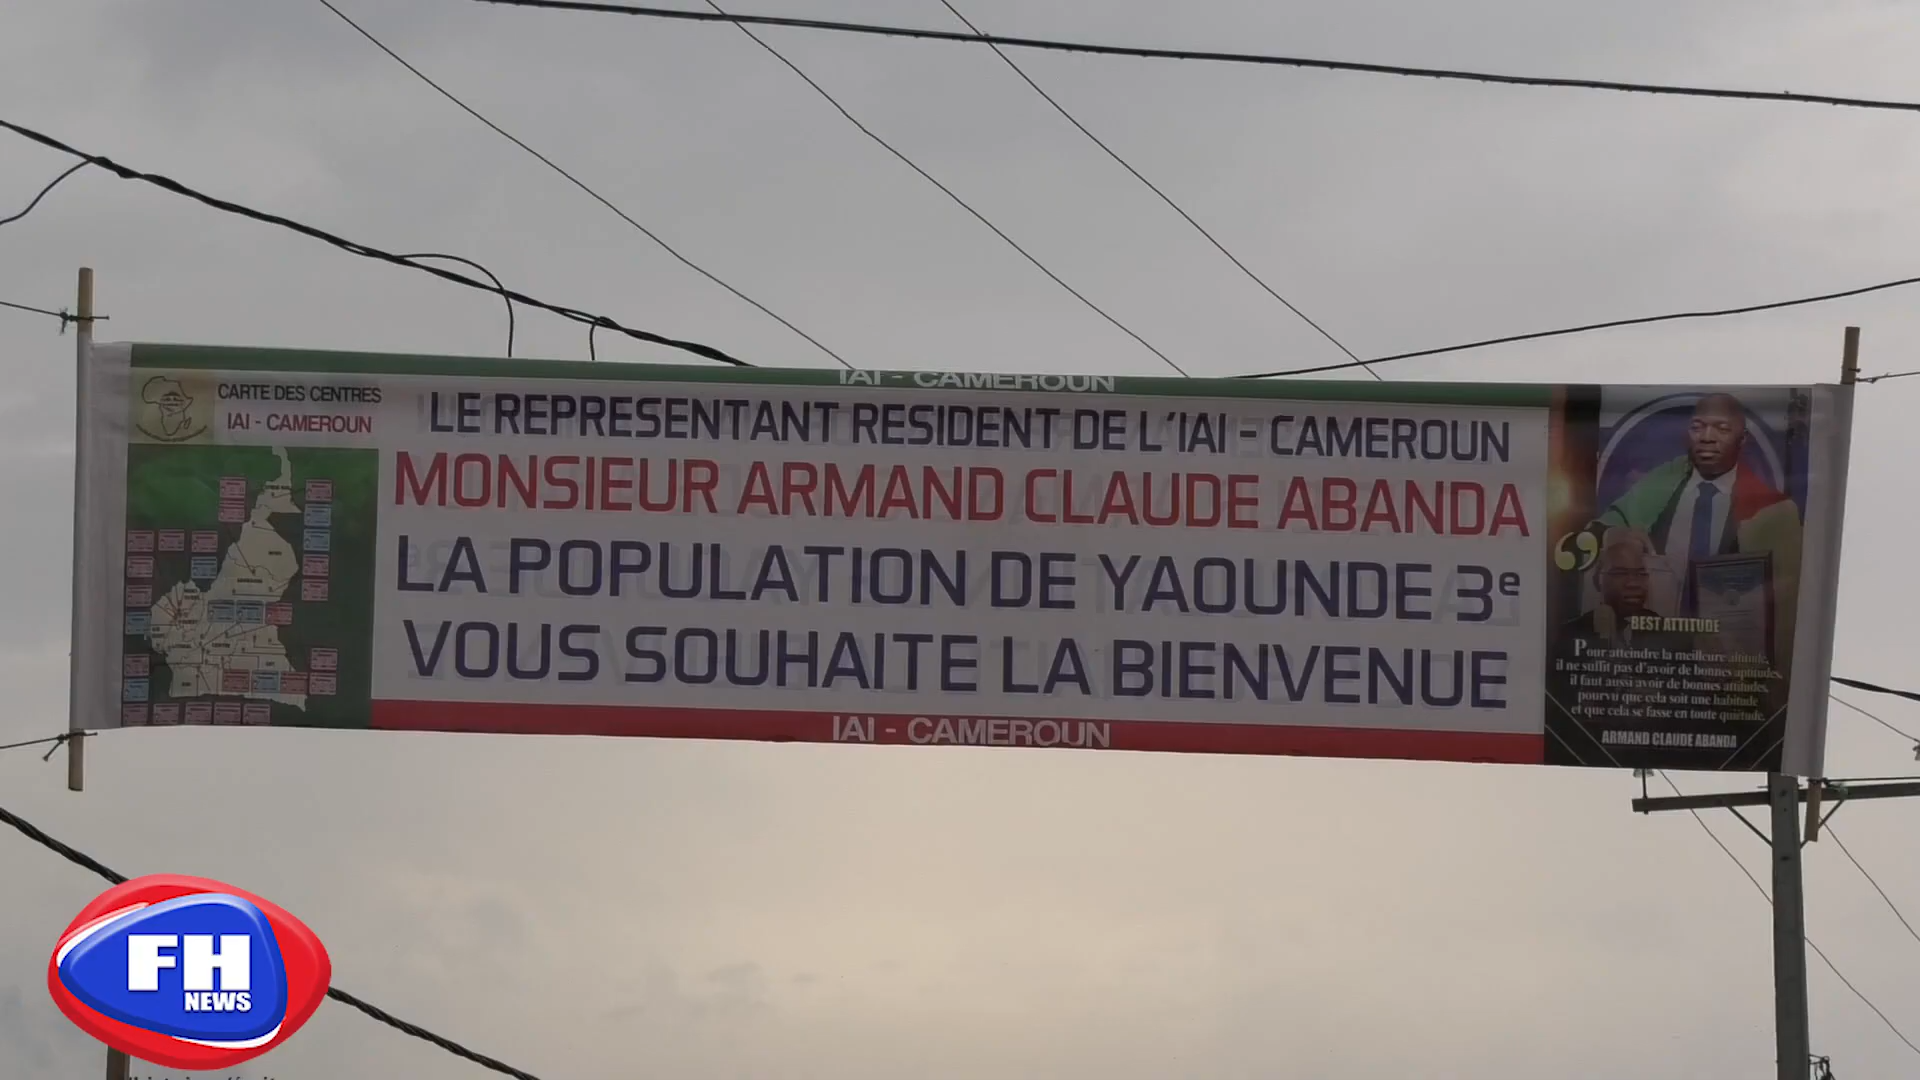 IAI - CAMEROUN
CARTE DES CENTRES
IAI - CAMEROUN
LE REPRESENTANT RESIDENT DE L'IAI - CAMEROUN
MONSIEUR ARMAND CLAUDE ABANDA
LA POPULATION DE YAOUNDE 3e
VOUS SOUHAITE LA BIENVENUE
IAI - CAMEROUN
BEST ATTITUDE
Pour atteindre la meilleure altitude,
il ne suffit pas d'avoir de bonnes aptitudes,
il faut aussi avoir de bonnes attitudes,
pourvu que cela soit une habitude
et que cela se fasse en toute quiétude.
ARMAND CLAUDE ABANDA
FH
NEWS